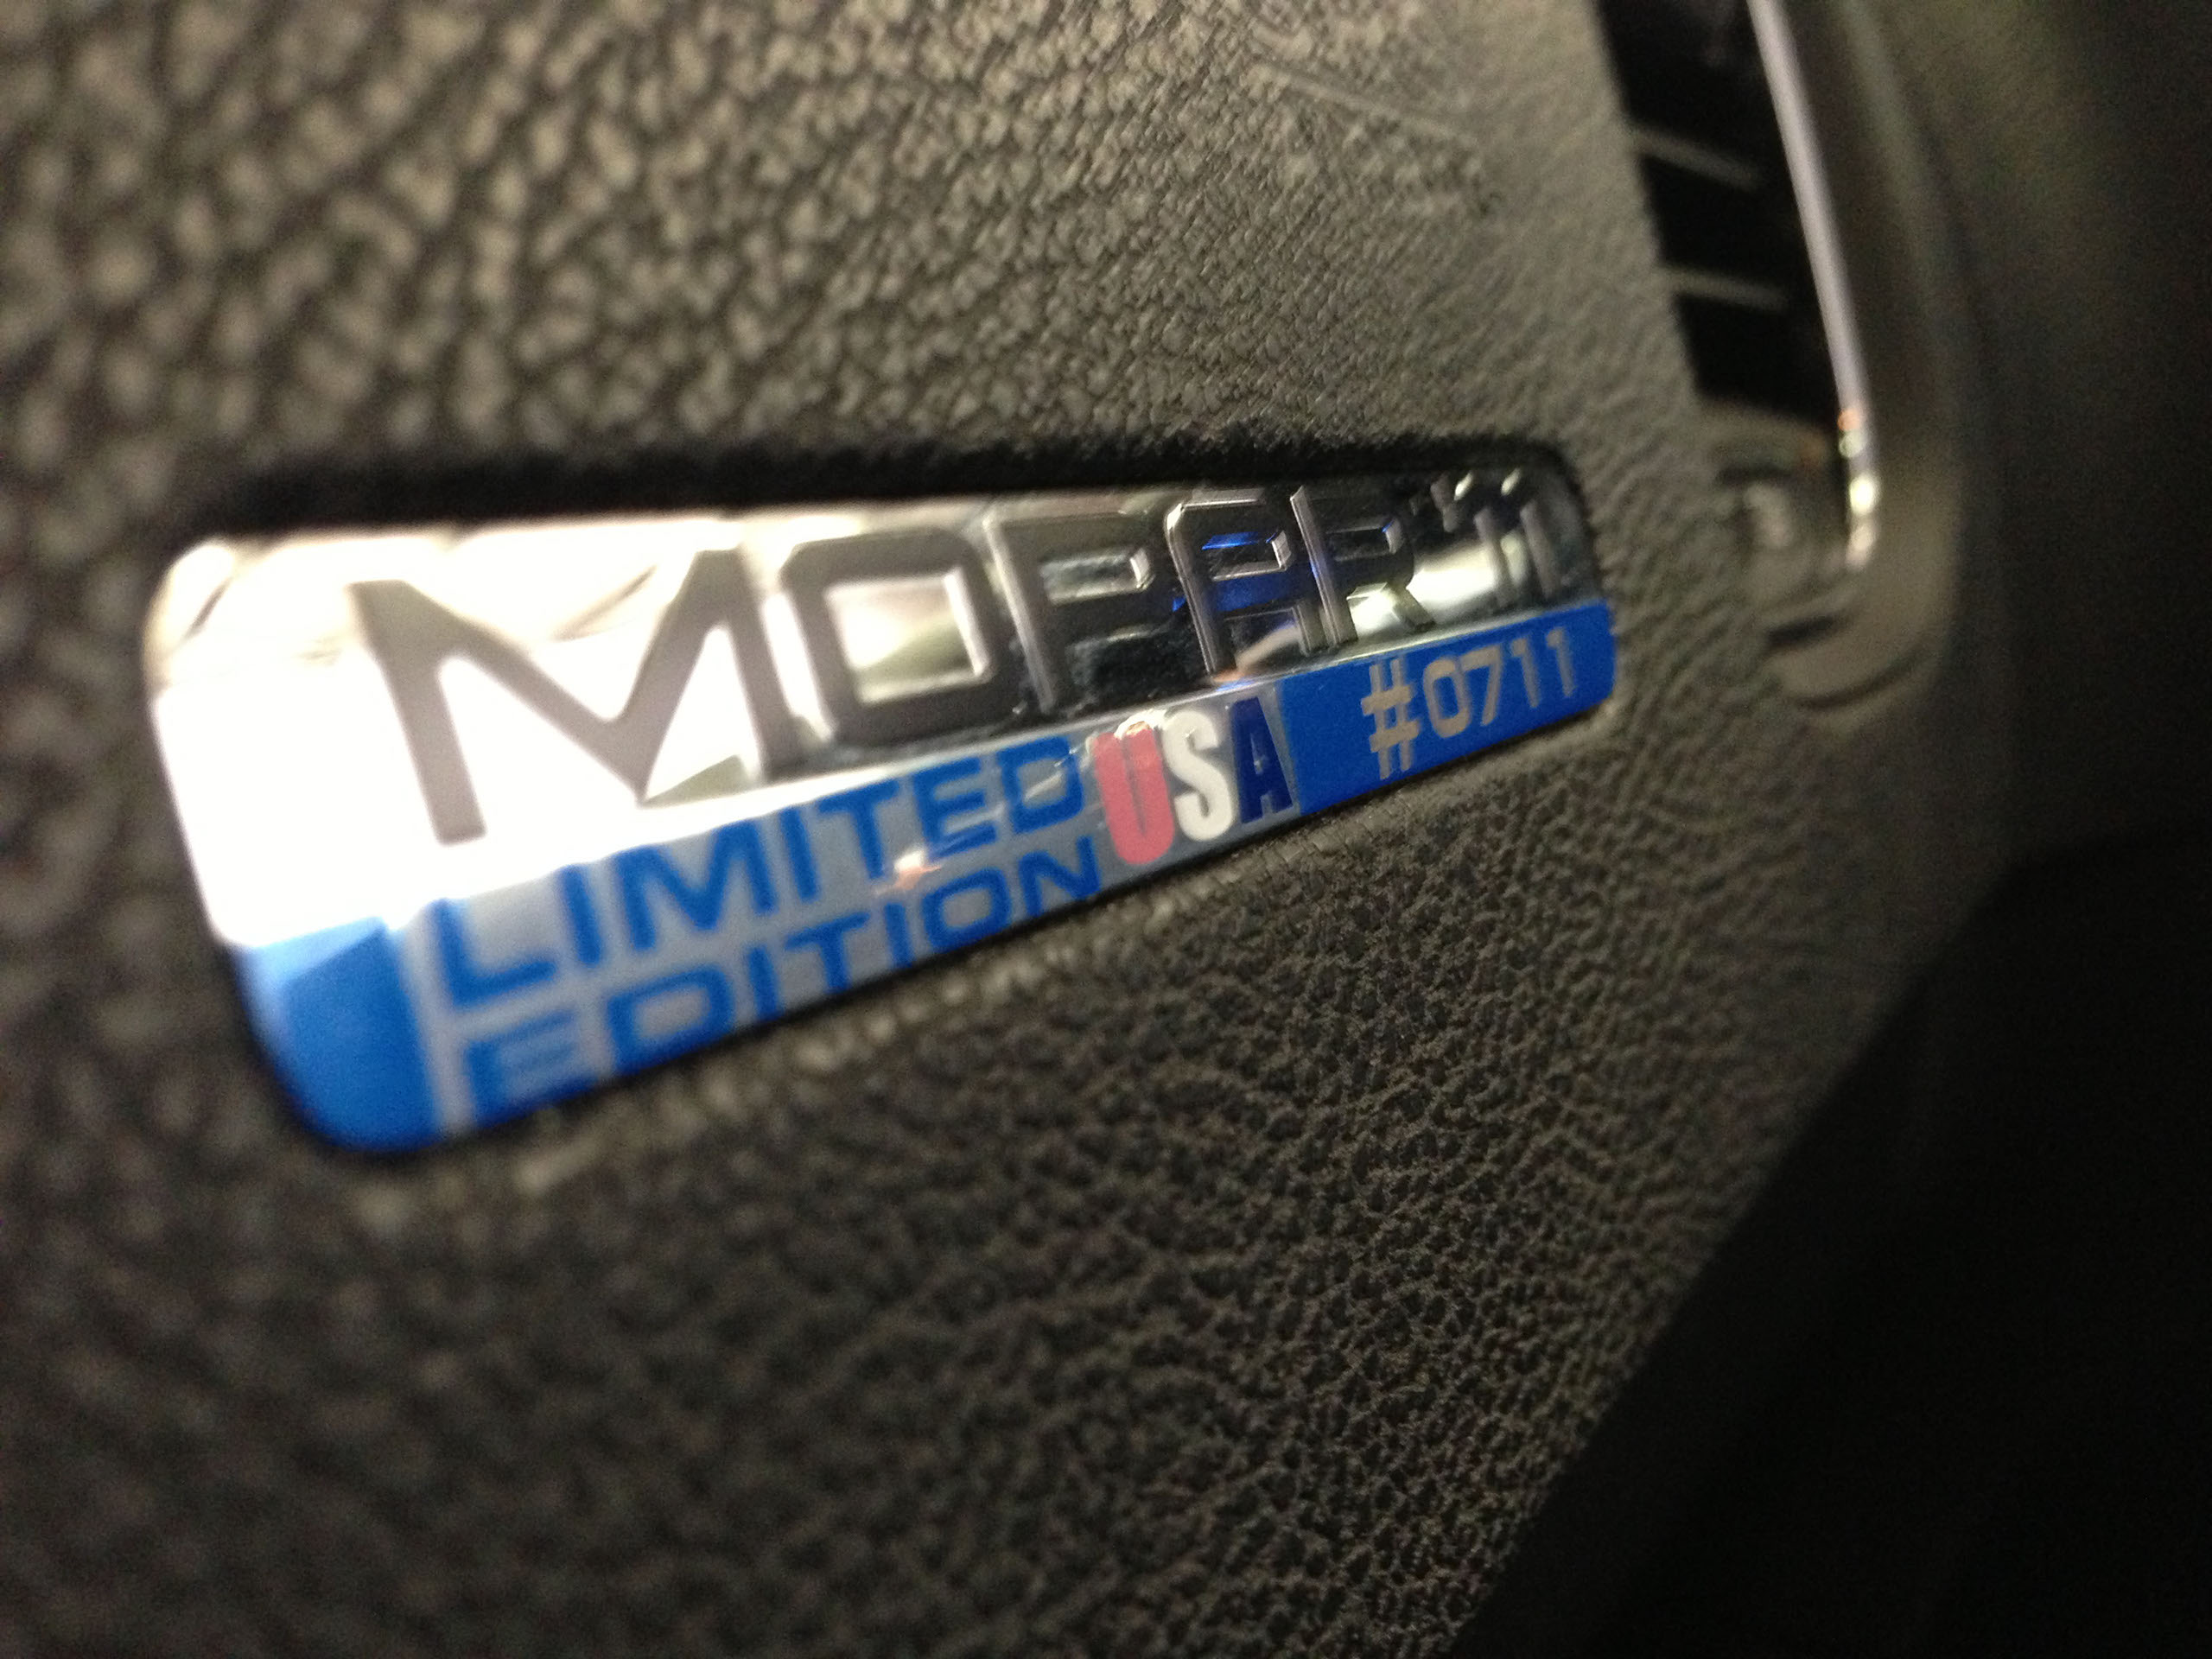 MOPAR '11
LIMITED EDITION USA #0711